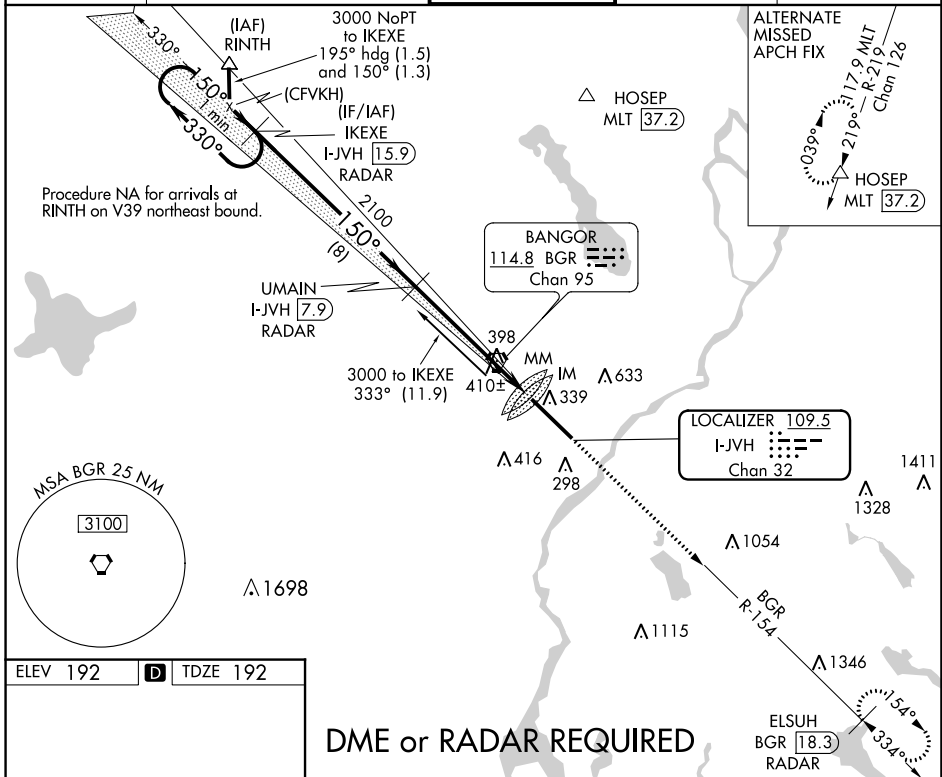 330°
(IAF)
RINTH
3000 NoPT
to IKEXE
195° hdg (1.5)
and 150° (1.3)
150°
1 min
330°
(CFVKH)
(IF/IAF)
IKEXE
I-JVH 15.9
RADAR
HOSEP
MLT 37.2
ALTERNATE
MISSED
APCH FIX
117.9 MLT
R-219
Chan 126
039°
219°
HOSEP
MLT 37.2
Procedure NA for arrivals at
RINTH on V39 northeast bound.
2100
150°
(8)
BANGOR
114.8 BGR
Chan 95
UMAIN
I-JVH 7.9
RADAR
3000 to IKEXE
333° (11.9)
398
410±
MM
IM
339
633
LOCALIZER 109.5
I-JVH
Chan 32
416
298
1411
1328
MSA BGR 25 NM
3100
1698
1054
BGR
R-154
1115
1346
ELEV 192 D TDZE 192
DME or RADAR REQUIRED
ELSUH
BGR 18.3
RADAR
154°
334°